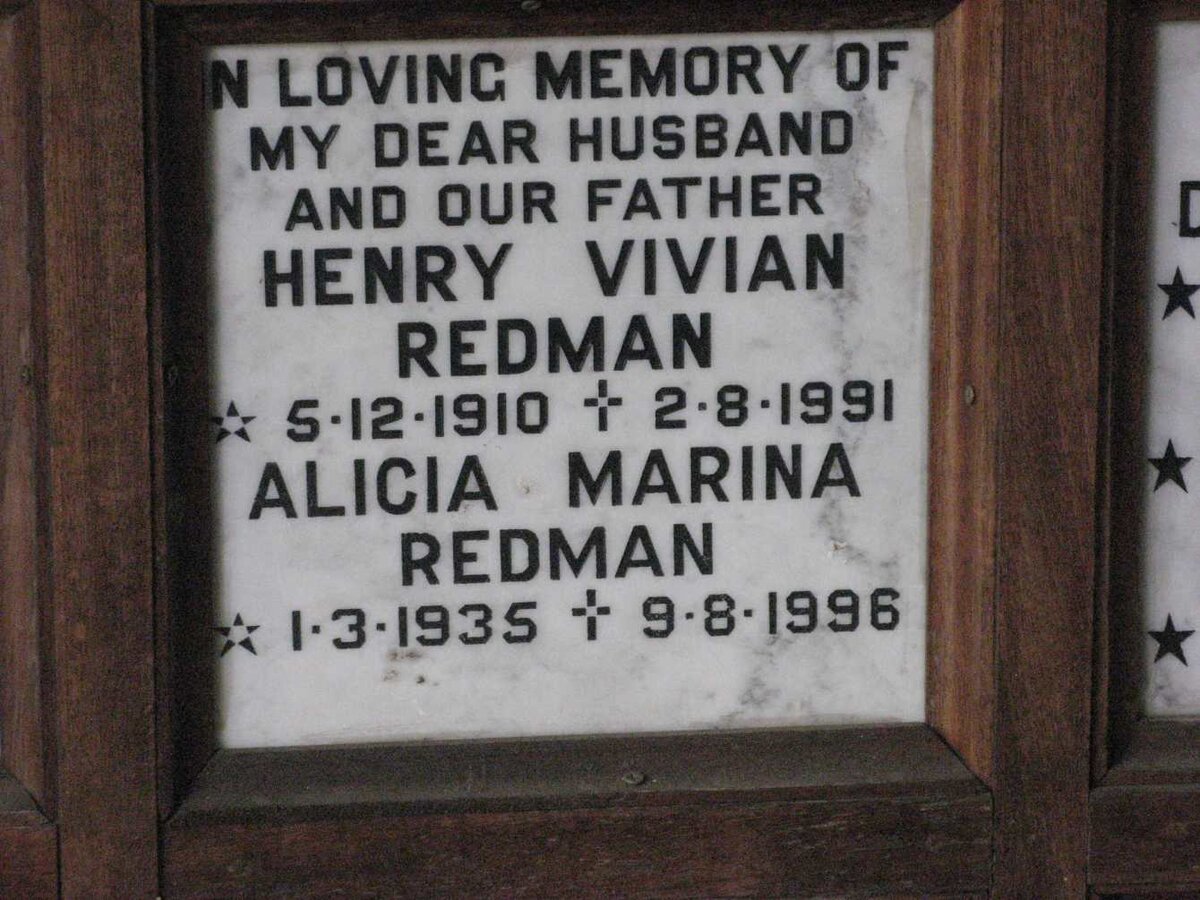 N LOVING MEMORY OF
MY DEAR HUSBAND
AND OUR FATHER
HENRY VIVIAN
REDMAN
★ 5·12·1910 ✝ 2·8·1991
ALICIA MARINA
REDMAN
★ 1·3·1935 ✝ 9·8·1996